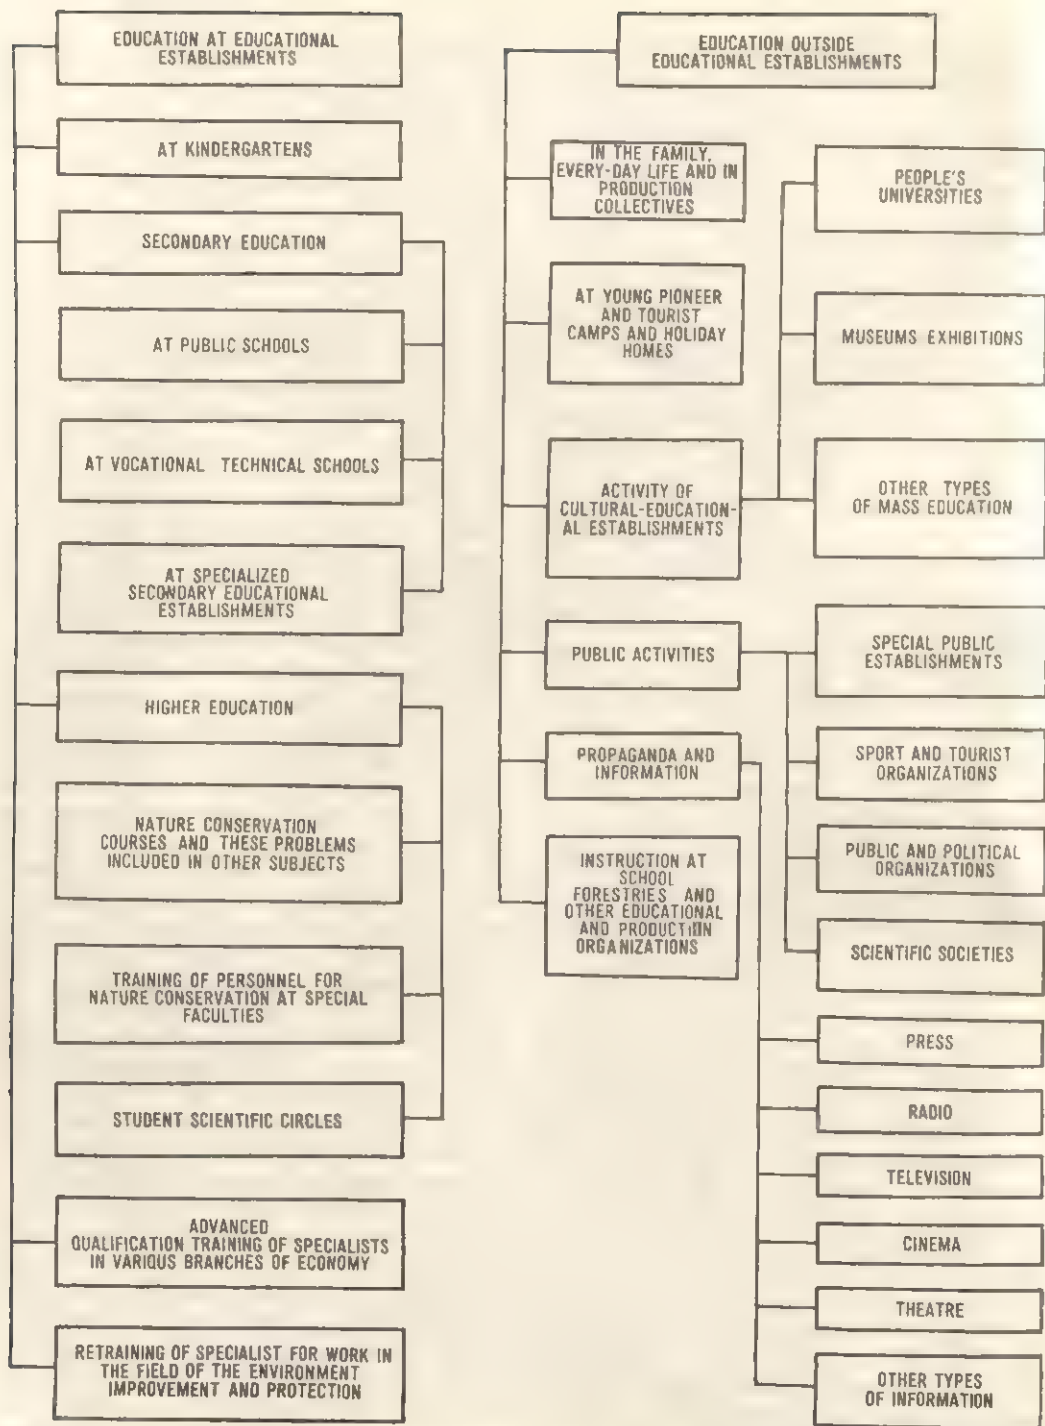 EDUCATION AT EDUCATIONAL
ESTABLISHMENTS
AT KINDERGARTENS
SECONDARY EDUCATION
AT PUBLIC SCHOOLS
AT VOCATIONAL TECHNICAL SCHOOLS
AT SPECIALIZED
SECONDARY EDUCATIONAL
ESTABLISHMENTS
HIGHER EDUCATION
NATURE CONSERVATION
COURSES AND THESE PROBLEMS
INCLUDED IN OTHER SUBJECTS
TRAINING OF PERSONNEL FOR
NATURE CONSERVATION AT SPECIAL
FACULTIES
STUDENT SCIENTIFIC CIRCLES
ADVANCED
QUALIFICATION TRAINING OF SPECIALISTS
IN VARIOUS BRANCHES OF ECONOMY
RETRAINING OF SPECIALIST FOR WORK IN
THE FIELD OF THE ENVIRONMENT
IMPROVEMENT AND PROTECTION
EDUCATION OUTSIDE
EDUCATIONAL ESTABLISHMENTS
IN THE FAMILY,
EVERY-DAY LIFE AND IN
PRODUCTION
COLLECTIVES
AT YOUNG PIONEER
AND TOURIST
CAMPS AND HOLIDAY
HOMES
ACTIVITY OF
CULTURAL-EDUCATION-
AL ESTABLISHMENTS
PUBLIC ACTIVITIES
PROPAGANDA AND
INFORMATION
INSTRUCTION AT
SCHOOL
FORESTRIES AND
OTHER EDUCATIONAL
AND PRODUCTION
ORGANIZATIONS
PEOPLE'S
UNIVERSITIES
MUSEUMS EXHIBITIONS
OTHER TYPES
OF MASS EDUCATION
SPECIAL PUBLIC
ESTABLISHMENTS
SPORT AND TOURIST
ORGANIZATIONS
PUBLIC AND POLITICAL
ORGANIZATIONS
SCIENTIFIC SOCIETIES
PRESS
RADIO
TELEVISION
CINEMA
THEATRE
OTHER TYPES
OF INFORMATION